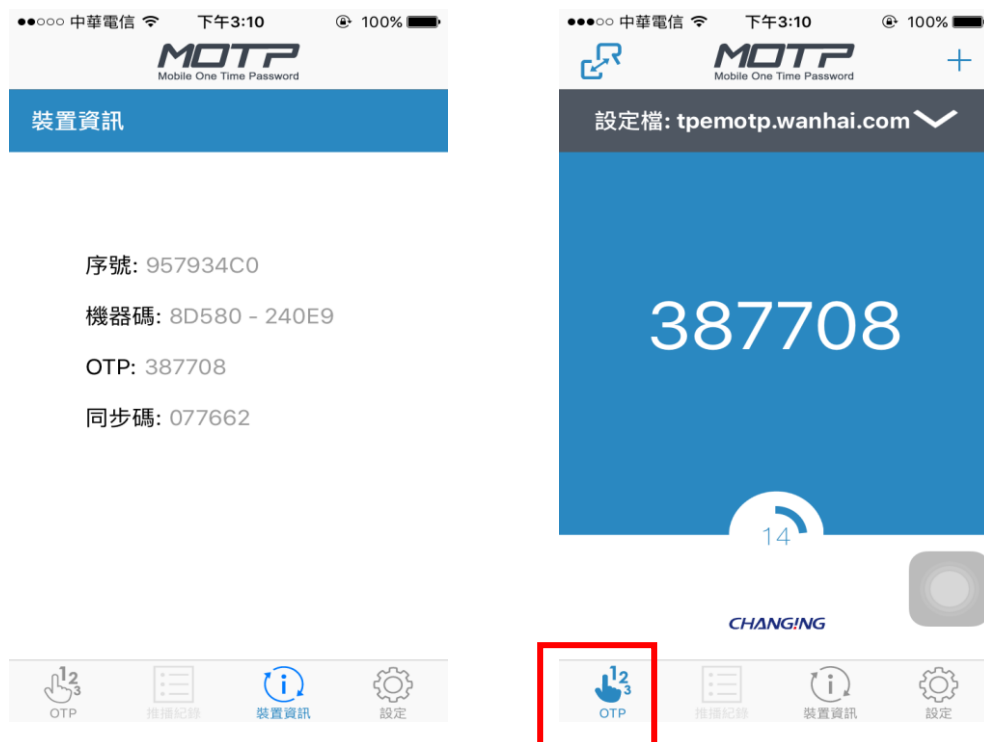 中華電信 下午3:10 100%
MOTP
Mobile One Time Password
裝置資訊
序號: 957934C0
機器碼: 8D580 - 240E9
OTP: 387708
同步碼: 077662
OTP 推播紀錄 裝置資訊 設定
中華電信 下午3:10 100%
MOTP
Mobile One Time Password
設定檔: tpemotp.wanhai.com
387708
14
CHANG!NG
OTP 推播紀錄 裝置資訊 設定